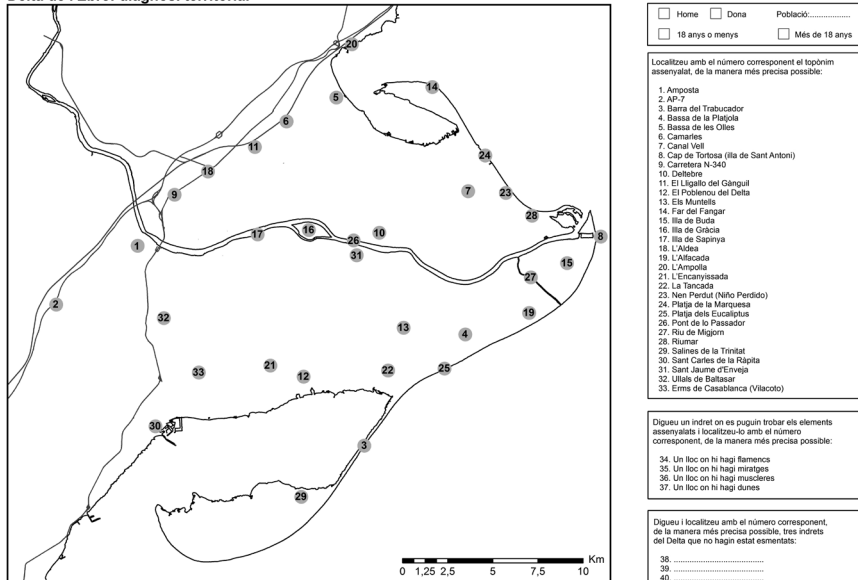 Delta de l'Ebre: diagnosi territorial
20
14
5
6
11
24
18
7
23
9
28
17
16
10
26
8
1
31
15
27
2
32
19
13
4
21
33
12
22
25
30
3
29
Km
0 1,25 2,5 5 7,5 10
Home Dona Població:..................
18 anys o menys Més de 18 anys
Localitzeu amb el número corresponent el topònim
assenyalat, de la manera més precisa possible:
1. Amposta
2. AP-7
3. Barra del Trabucador
4. Bassa de la Platjola
5. Bassa de les Olles
6. Camarles
7. Canal Vell
8. Cap de Tortosa (illa de Sant Antoni)
9. Carretera N-340
10. Deltebre
11. El Lligallo del Gànguil
12. El Poblenou del Delta
13. Els Muntells
14. Far del Fangar
15. Illa de Buda
16. Illa de Gràcia
17. Illa de Sapinya
18. L'Aldea
19. L'Alfacada
20. L'Ampolla
21. L'Encanyissada
22. La Tancada
23. Nen Perdut (Niño Perdido)
24. Platja de la Marquesa
25. Platja dels Eucaliptus
26. Pont de lo Passador
27. Riu de Migjorn
28. Riumar
29. Salines de la Trinitat
30. Sant Carles de la Ràpita
31. Sant Jaume d'Enveja
32. Ullals de Baltasar
33. Erms de Casablanca (Vilacoto)
Digueu un indret on es puguin trobar els elements
assenyalats i localitzeu-lo amb el número
corresponent, de la manera més precisa possible:
34. Un lloc on hi hagi flamencs
35. Un lloc on hi hagi miratges
36. Un lloc on hi hagi muscleres
37. Un lloc on hi hagi dunes
Digueu i localitzeu amb el número corresponent,
de la manera més precisa possible, tres indrets
del Delta que no hagin estat esmentats:
38. ......................................
39. ......................................
40. ......................................